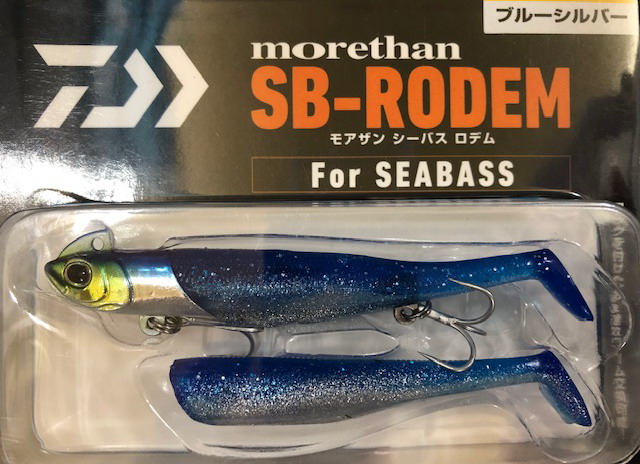 ブルーシルバー
morethan
SB-RODEM
モアザン シーバス ロデム
For SEABASS